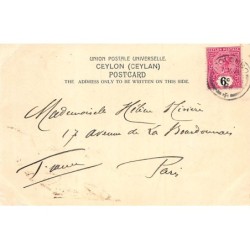 UNION POSTALE UNIVERSELLE.
CEYLON (CEYLAN)
POSTCARD
THE ADDRESS ONLY TO BE WRITTEN ON THIS SIDE.
6c
Mademoiselle Hélène
17 avenue de La Bourdonnais
France
Paris